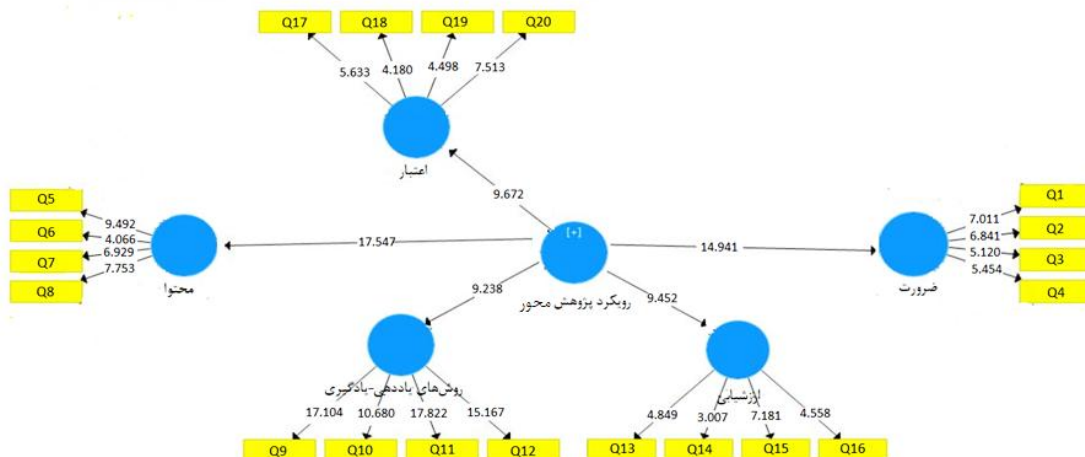 Q17 Q18 Q19 Q20
5.633 4.180 4.498 7.513
اعتبار
9.672
Q5
Q6
Q7
Q8
9.492
4.066
6.929
7.753
محتوا
17.547
[+]
رویکرد پژوهش محور
14.941
ضرورت
7.011
6.841
5.120
5.454
Q1
Q2
Q3
Q4
9.238
9.452
روش‌های یاددهی-یادگیری
ارزشیابی
17.104 10.680 17.822 15.167
4.849 3.007 7.181 4.558
Q9 Q10 Q11 Q12
Q13 Q14 Q15 Q16